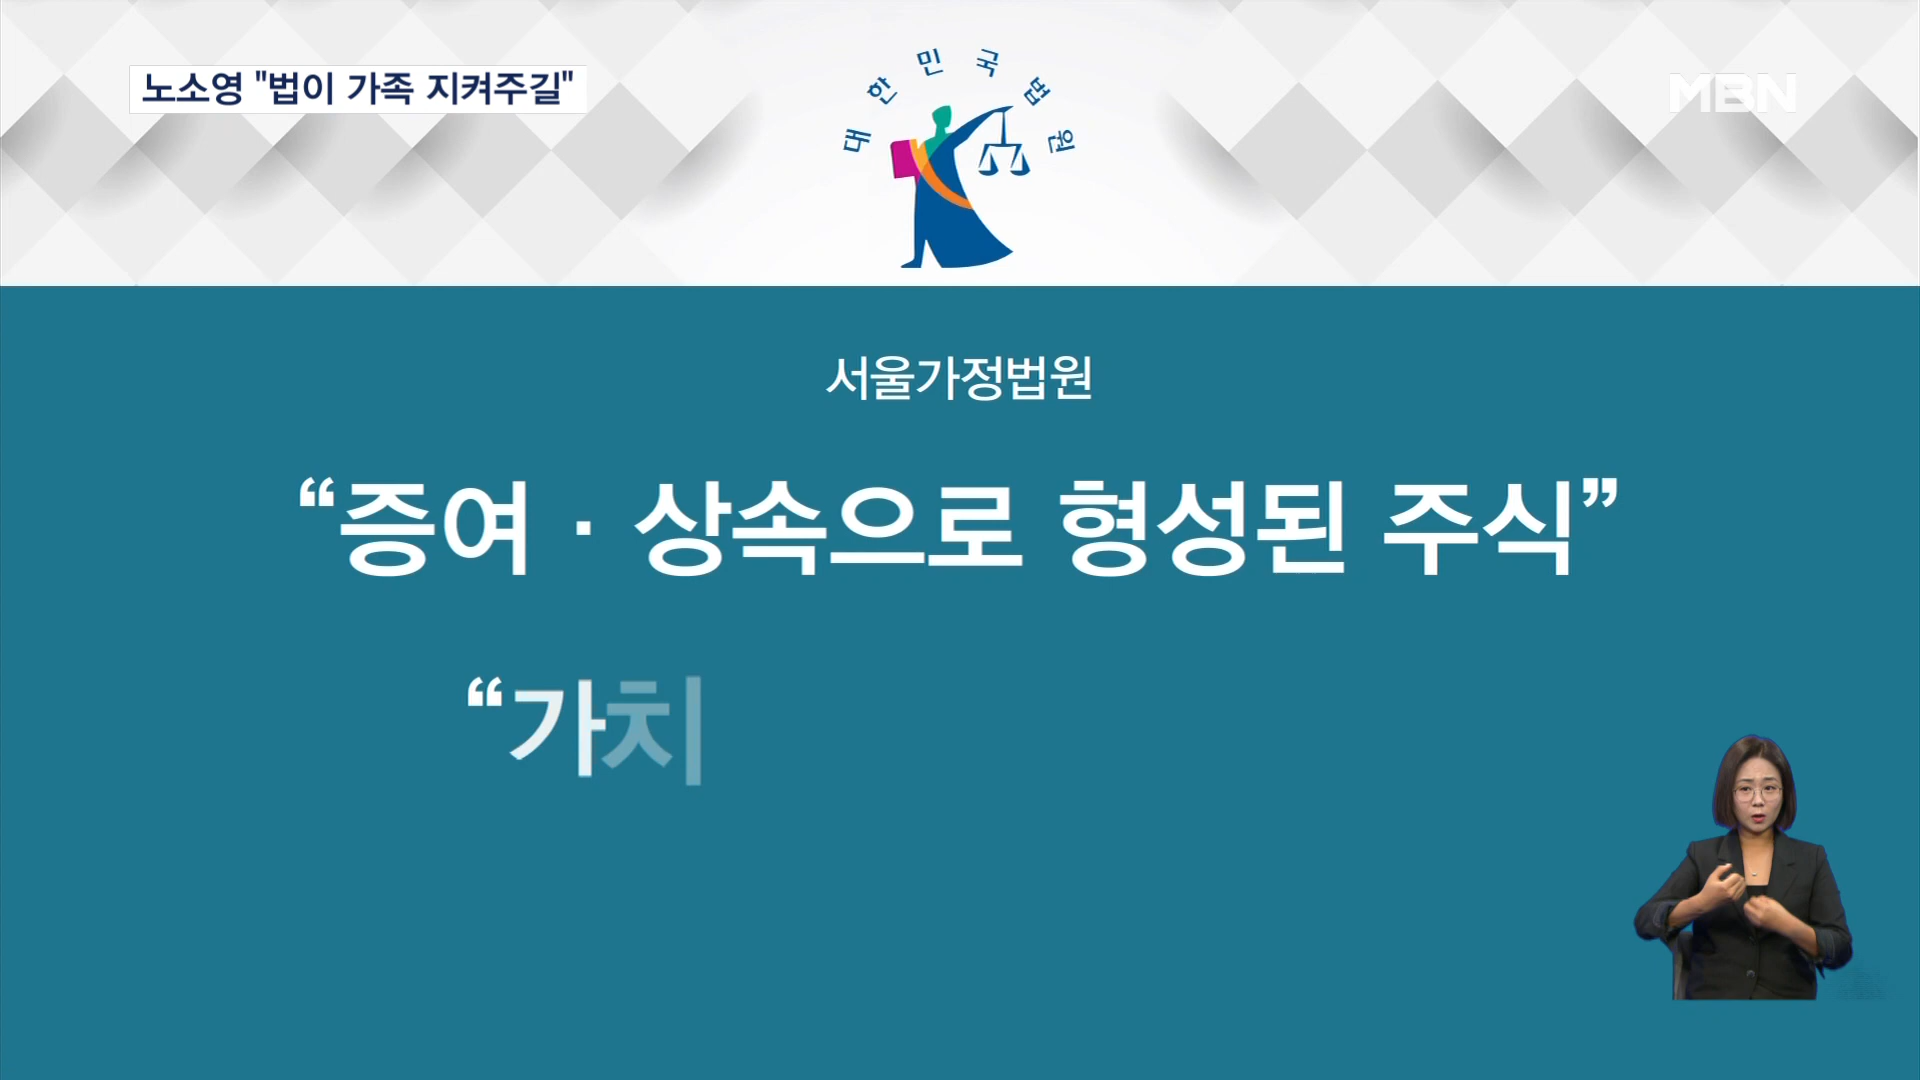 노소영 "법이 가족 지켜주길"
대한민국법원
MBN
서울가정법원
“증여 · 상속으로 형성된 주식”
“가치